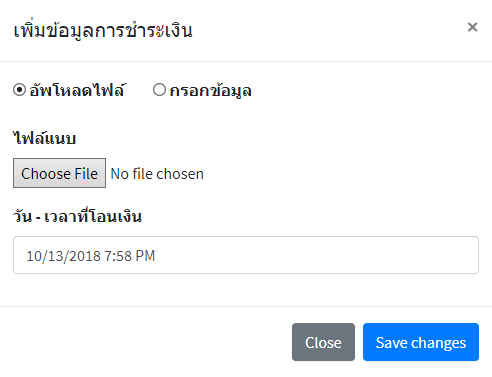 เพิ่มข้อมูลการชำระเงิน ×
อัพโหลดไฟล์ กรอกข้อมูล
ไฟล์แนบ
Choose File No file chosen
วัน - เวลาที่โอนเงิน
10/13/2018 7:58 PM
Close Save changes